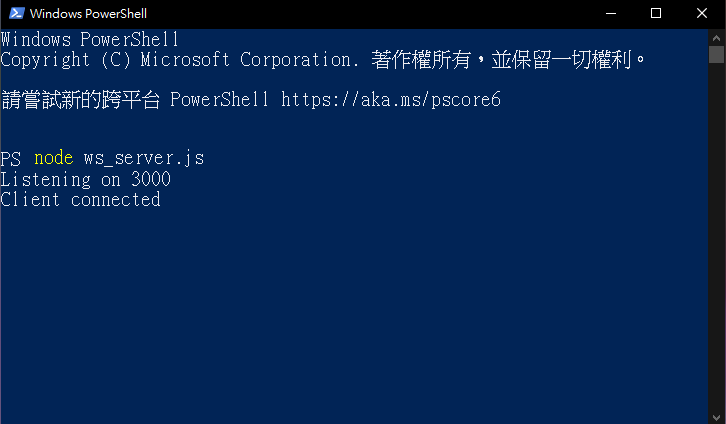 Windows PowerShell
Windows PowerShell
Copyright (C) Microsoft Corporation. 著作權所有，並保留一切權利。
請嘗試新的跨平台 PowerShell https://aka.ms/pscore6
PS node ws_server.js
Listening on 3000
Client connected